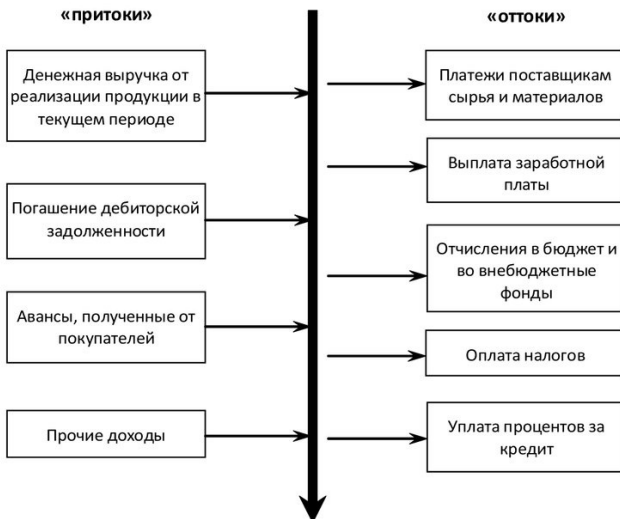 «притоки»
Денежная выручка от
реализации продукции в
текущем периоде
Погашение дебиторской
задолженности
Авансы, полученные от
покупателей
Прочие доходы
«оттоки»
Платежи поставщикам
сырья и материалов
Выплата заработной
платы
Отчисления в бюджет и
во внебюджетные
фонды
Оплата налогов
Уплата процентов за
кредит